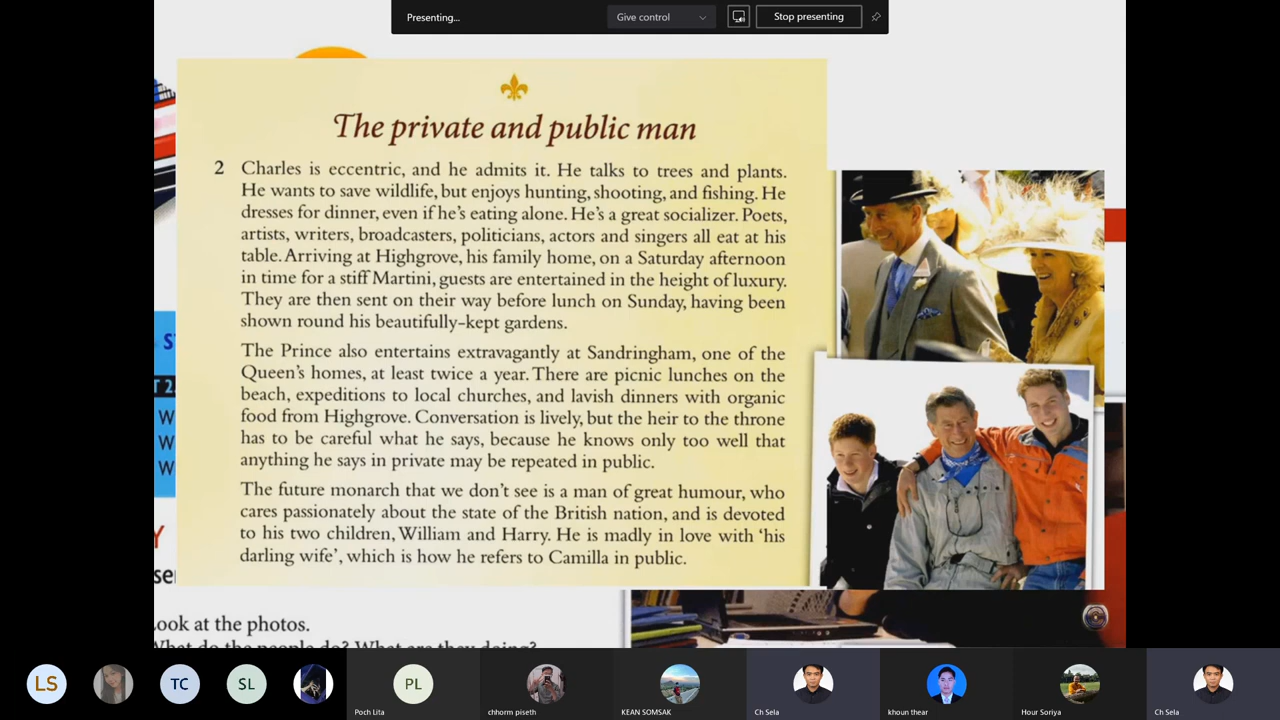 Presenting...
Give control
Stop presenting
The private and public man
2 Charles is eccentric, and he admits it. He talks to trees and plants.
He wants to save wildlife, but enjoys hunting, shooting, and fishing. He
dresses for dinner, even if he's eating alone. He's a great socializer. Poets,
artists, writers, broadcasters, politicians, actors and singers all eat at his
table. Arriving at Highgrove, his family home, on a Saturday afternoon
in time for a stiff Martini, guests are entertained in the height of luxury.
They are then sent on their way before lunch on Sunday, having been
shown round his beautifully-kept gardens.
The Prince also entertains extravagantly at Sandringham, one of the
Queen's homes, at least twice a year. There are picnic lunches on the
beach, expeditions to local churches, and lavish dinners with organic
food from Highgrove. Conversation is lively, but the heir to the throne
has to be careful what he says, because he knows only too well that
anything he says in private may be repeated in public.
The future monarch that we don't see is a man of great humour, who
cares passionately about the state of the British nation, and is devoted
to his two children, William and Harry. He is madly in love with 'his
darling wife', which is how he refers to Camilla in public.
S
T 2
W
W
W
Y
se
Look at the photos.
What do the people do? What are they doing?
LS
TC
SL
PL
Poch Lita
chhorm piseth
KEAN SOMSAK
Ch Sela
khoun thear
Hour Soriya
Ch Sela